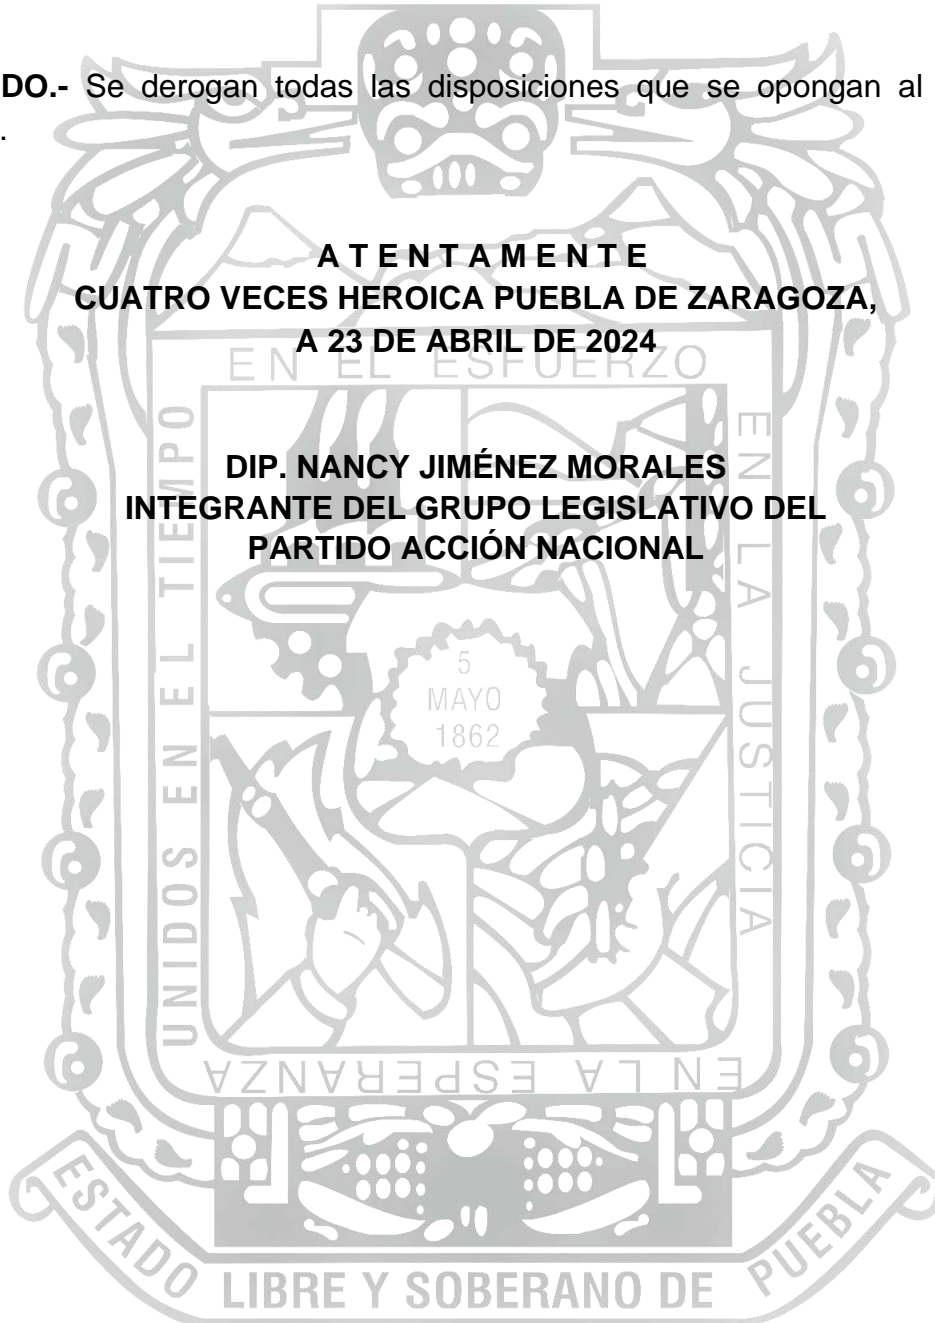 DO.- Se derogan todas las disposiciones que se opongan al
.
A T E N T A M E N T E
CUATRO VECES HEROICA PUEBLA DE ZARAGOZA,
A 23 DE ABRIL DE 2024
EN EL ESFUERZO
DIP. NANCY JIMÉNEZ MORALES
INTEGRANTE DEL GRUPO LEGISLATIVO DEL
PARTIDO ACCIÓN NACIONAL
UNIDOS EN EL TIEMPO
EN LA JUSTICIA
5
MAYO
1862
EN LA ESPERANZA
ESTADO LIBRE Y SOBERANO DE PUEBLA